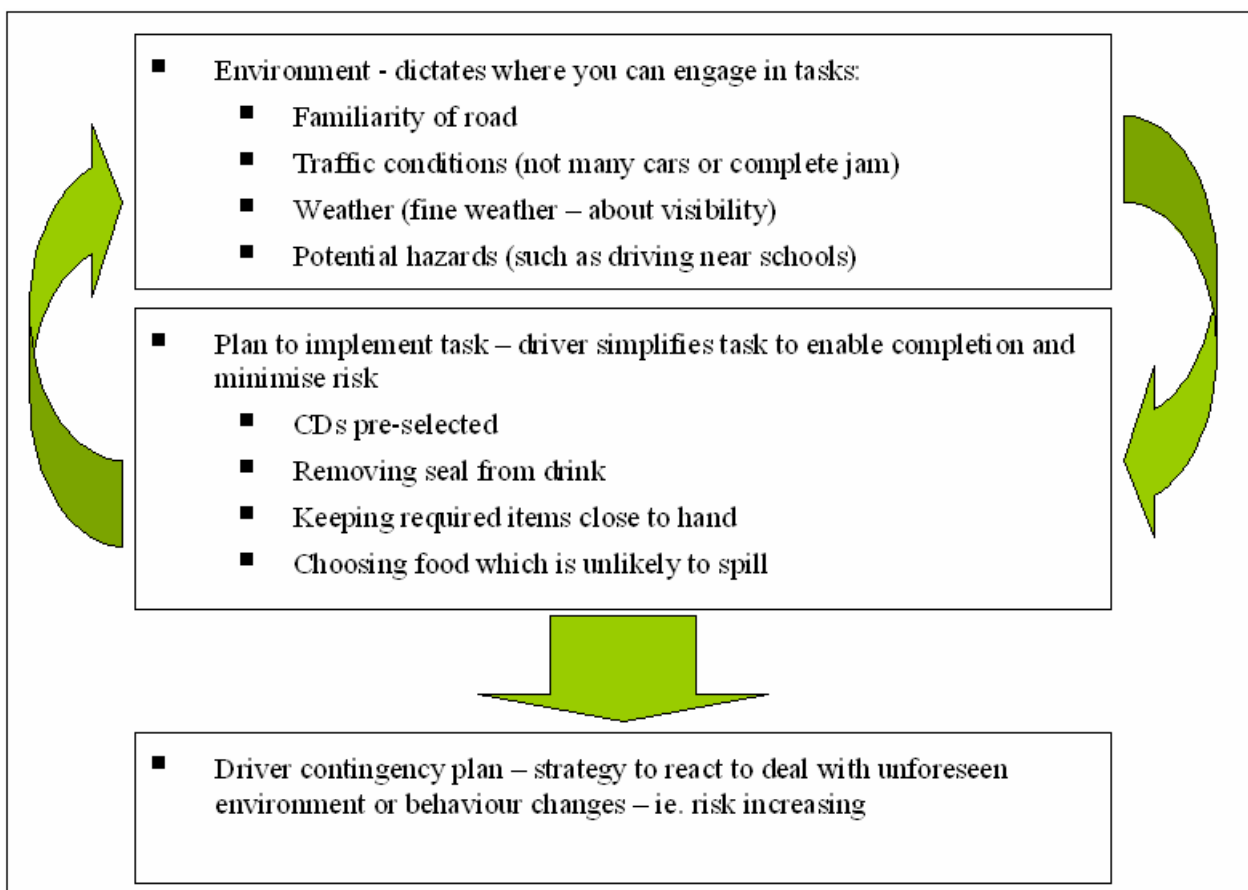 ▪ Environment - dictates where you can engage in tasks:
▪ Familiarity of road
▪ Traffic conditions (not many cars or complete jam)
▪ Weather (fine weather – about visibility)
▪ Potential hazards (such as driving near schools)
▪ Plan to implement task – driver simplifies task to enable completion and
minimise risk
▪ CDs pre-selected
▪ Removing seal from drink
▪ Keeping required items close to hand
▪ Choosing food which is unlikely to spill
▪ Driver contingency plan – strategy to react to deal with unforeseen
environment or behaviour changes – ie. risk increasing